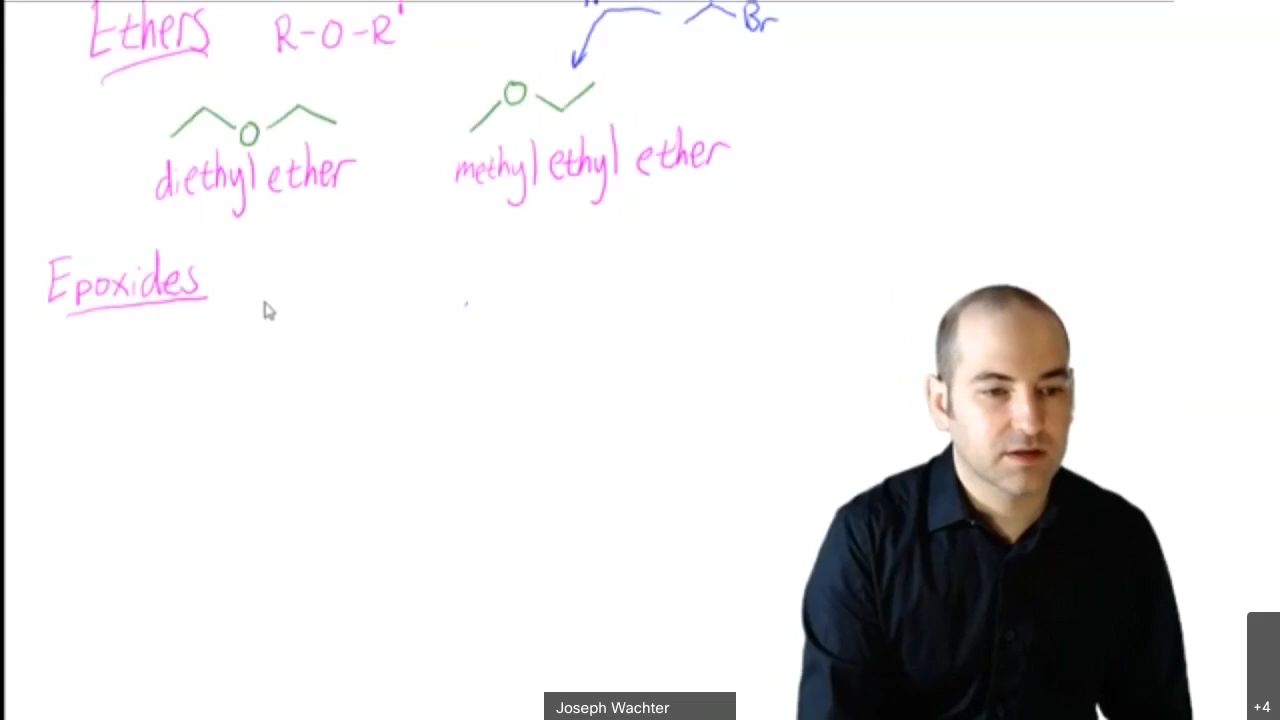 Ethers R-O-R'
Br
O
O
diethyl ether methyl ethyl ether
Epoxides
Joseph Wachter
+4